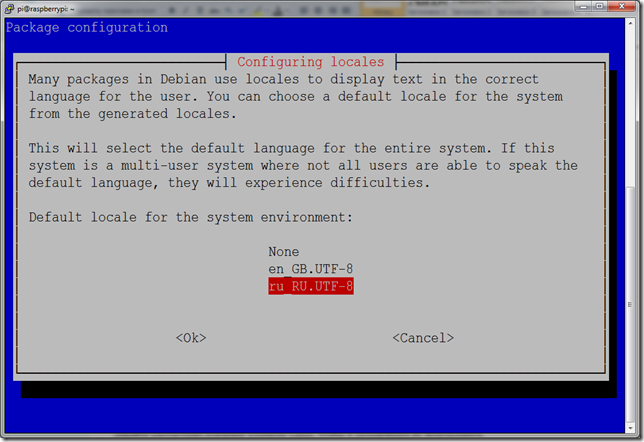 pi@raspberrypi: ~
Package configuration
Configuring locales
Many packages in Debian use locales to display text in the correct
language for the user. You can choose a default locale for the system
from the generated locales.
This will select the default language for the entire system. If this
system is a multi-user system where not all users are able to speak the
default language, they will experience difficulties.
Default locale for the system environment:
None
en_GB.UTF-8
ru_RU.UTF-8
<Ok> <Cancel>